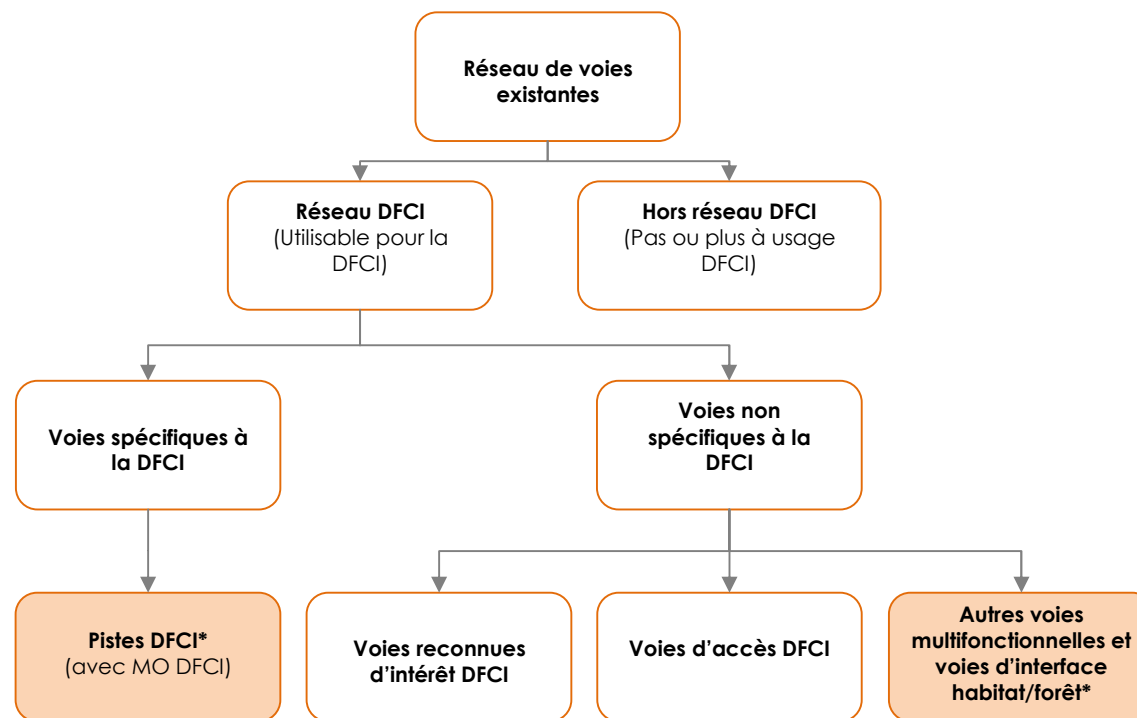 Réseau de voies
existantes
Réseau DFCI
(Utilisable pour la
DFCI)
Hors réseau DFCI
(Pas ou plus à usage
DFCI)
Voies spécifiques à
la DFCI
Voies non
spécifiques à la
DFCI
Pistes DFCI*
(avec MO DFCI)
Voies reconnues
d'intérêt DFCI
Voies d'accès DFCI
Autres voies
multifonctionnelles et
voies d'interface
habitat/forêt*